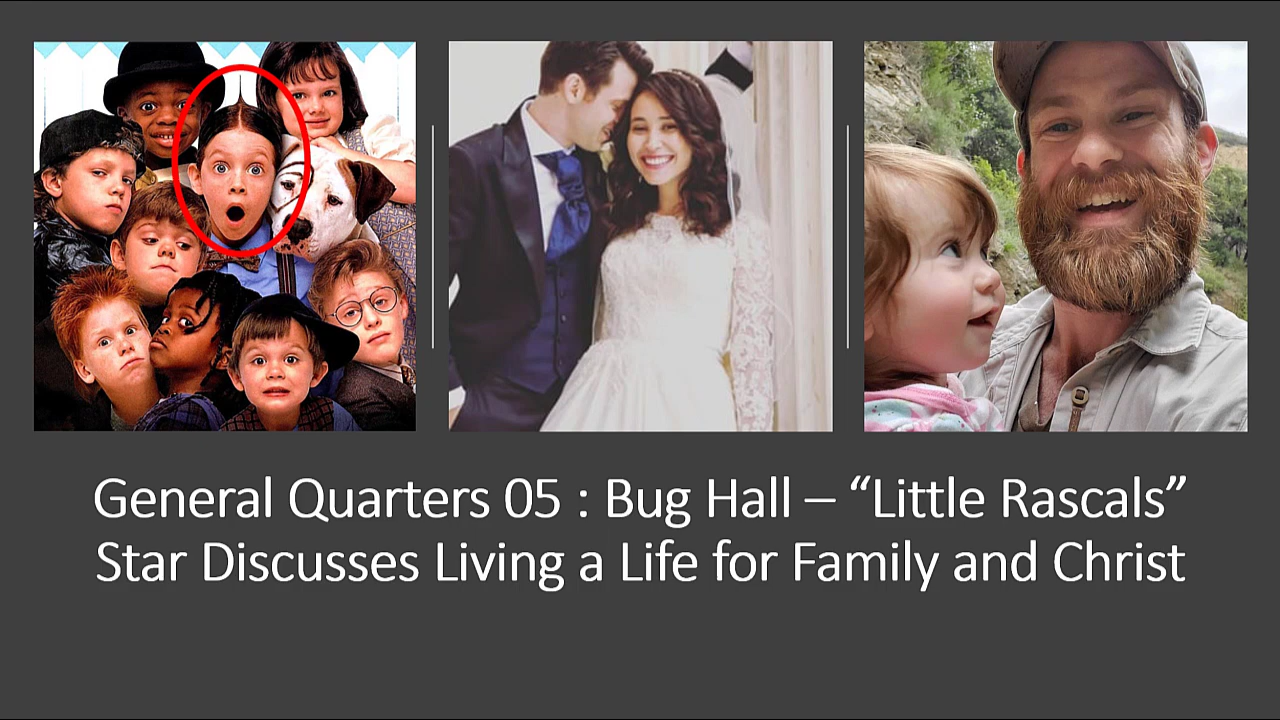 General Quarters 05 : Bug Hall – “Little Rascals”
Star Discusses Living a Life for Family and Christ